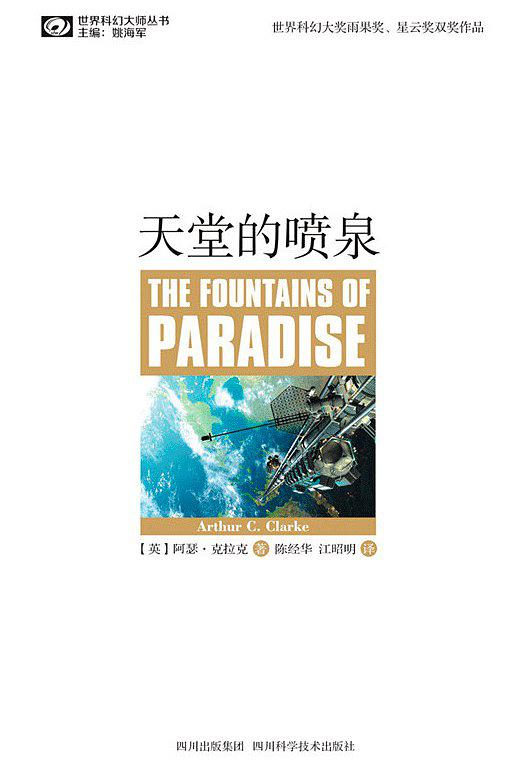 世界科幻大师丛书
主编：姚海军
世界科幻大奖雨果奖、星云奖双奖作品
天堂的喷泉
THE FOUNTAINS OF
PARADISE
Arthur C. Clarke
【英】阿瑟·克拉克 著 陈经华 江昭明 译
四川出版集团 四川科学技术出版社